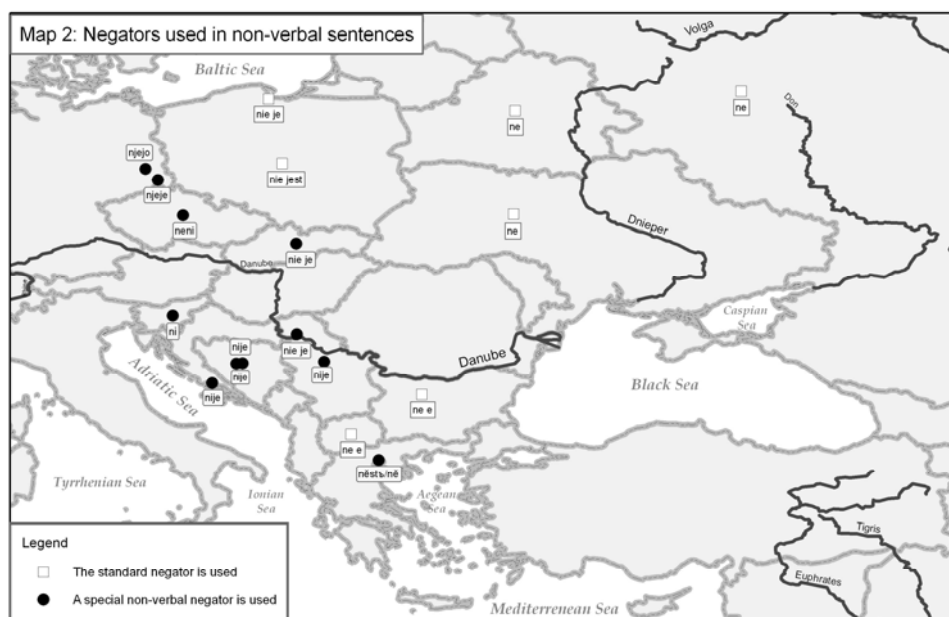 Map 2: Negators used in non-verbal sentences
Volga
Baltic Sea
Don
ne
nie je
ne
njejo
nie jest
njeje
neni
ne
Dnieper
nie je
Danube
Caspian
Sea
ni
nije
nie je
Danube
nije
nije
Black Sea
nije
Adriatic Sea
ne e
ne e
něstъ/ně
Tyrrhenian Sea
Ionian
Sea
Aegean
Sea
Tigris
Euphrates
Mediterranean Sea
Legend
The standard negator is used
A special non-verbal negator is used